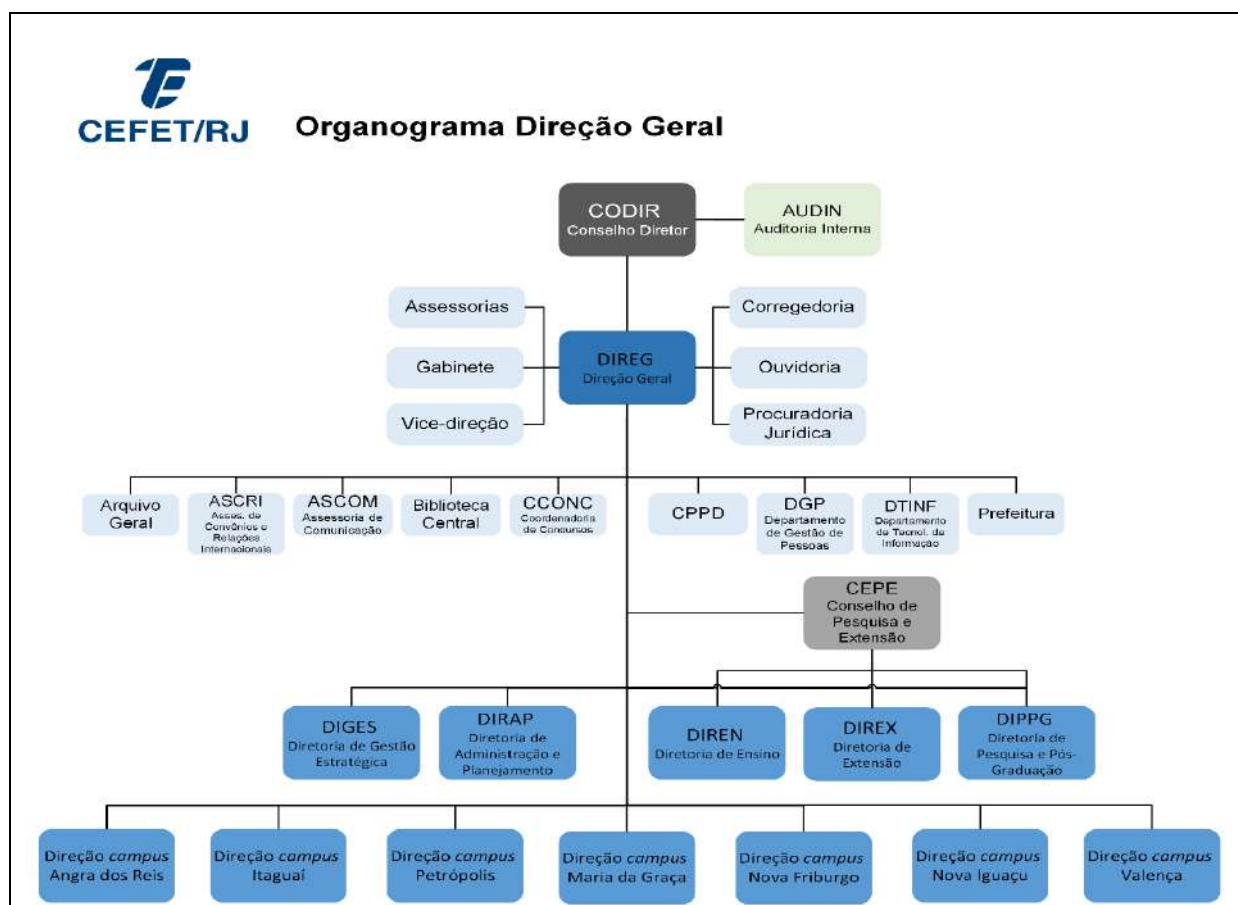 CEFET/RJ
Organograma Direção Geral
CODIR
Conselho Diretor
AUDIN
Auditoria Interna
Assessorias
Corregedoria
DIREG
Direção Geral
Gabinete
Ouvidoria
Vice-direção
Procuradoria
Jurídica
Arquivo
Geral
ASCRI
Asses. de
Convênios e
Relações
Internacionais
ASCOM
Assessoria de
Comunicação
Biblioteca
Central
CCONC
Coordenadoria
de Concursos
CPPD
DGP
Departamento
de Gestão de
Pessoas
DTINF
Departamento
de Tecnol. da
Informação
Prefeitura
CEPE
Conselho de
Pesquisa e
Extensão
DIGES
Diretoria de Gestão
Estratégica
DIRAP
Diretoria de
Administração e
Planejamento
DIREN
Diretoria de Ensino
DIREX
Diretoria de
Extensão
DIPPG
Diretoria de
Pesquisa e Pós-
Graduação
Direção campus
Angra dos Reis
Direção campus
Itaguaí
Direção campus
Petrópolis
Direção campus
Maria da Graça
Direção campus
Nova Friburgo
Direção campus
Nova Iguaçu
Direção campus
Valença